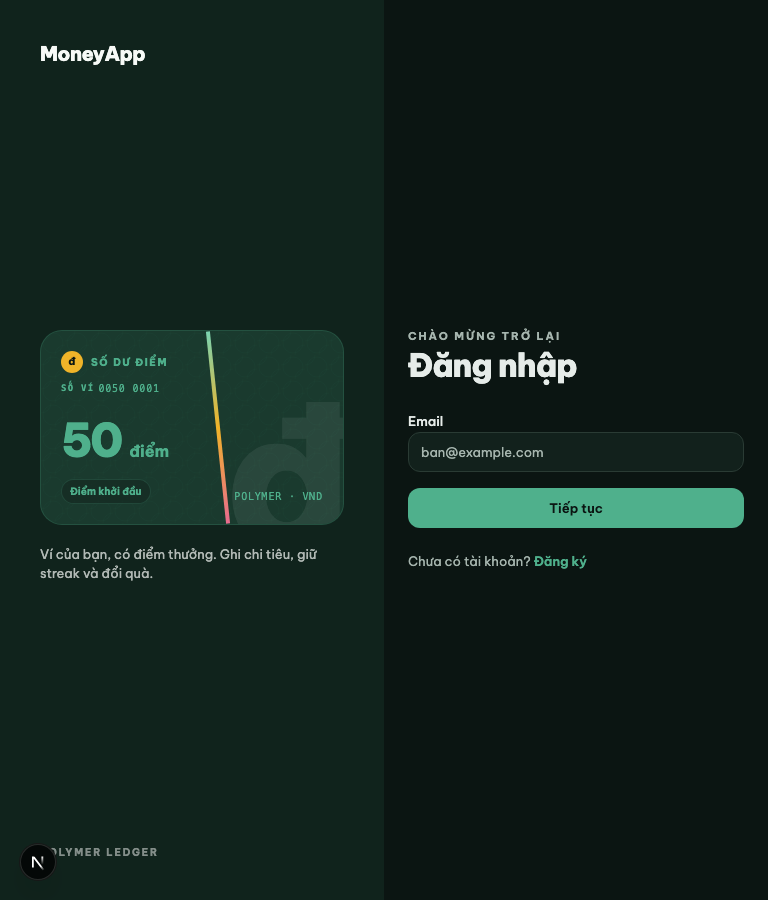 MoneyApp
đ SỐ DƯ ĐIỂM
SỐ VÍ 0050 0001
50 điểm
Điểm khởi đầu
đ
POLYMER · VND
Ví của bạn, có điểm thưởng. Ghi chi tiêu, giữ
streak và đổi quà.
POLYMER LEDGER
N
CHÀO MỪNG TRỞ LẠI
Đăng nhập
Email
ban@example.com
Tiếp tục
Chưa có tài khoản? Đăng ký